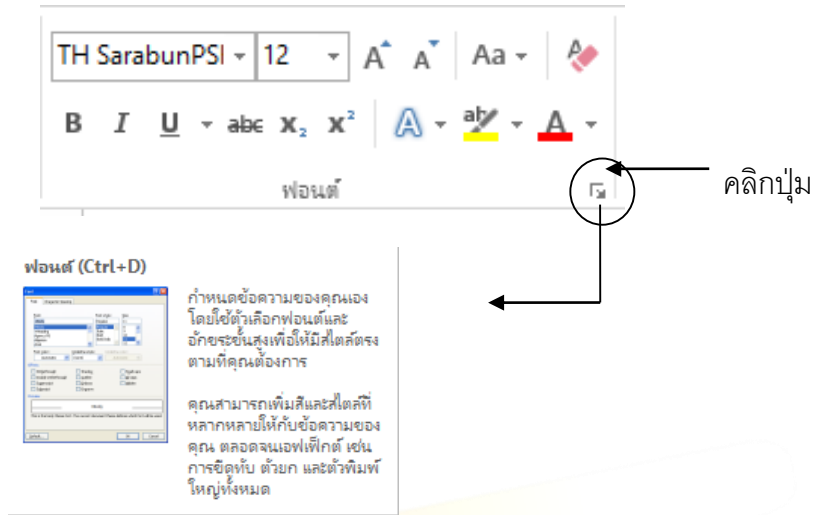 TH SarabunPSI 12 A A Aa A
B I U abc X₂ X² A ab A
ฟอนต์
คลิกปุ่ม
ฟอนต์ (Ctrl+D)
กำหนดข้อความของคุณเอง
โดยใช้ตัวเลือกฟอนต์และ
อักขระขั้นสูงเพื่อให้มีสไตล์ตรง
ตามที่คุณต้องการ
คุณสามารถเพิ่มสีและสไตล์ที่
หลากหลายให้กับข้อความของ
คุณ ตลอดจนเอฟเฟ็กต์ เช่น
การขีดทับ ตัวยก และตัวพิมพ์
ใหญ่ทั้งหมด